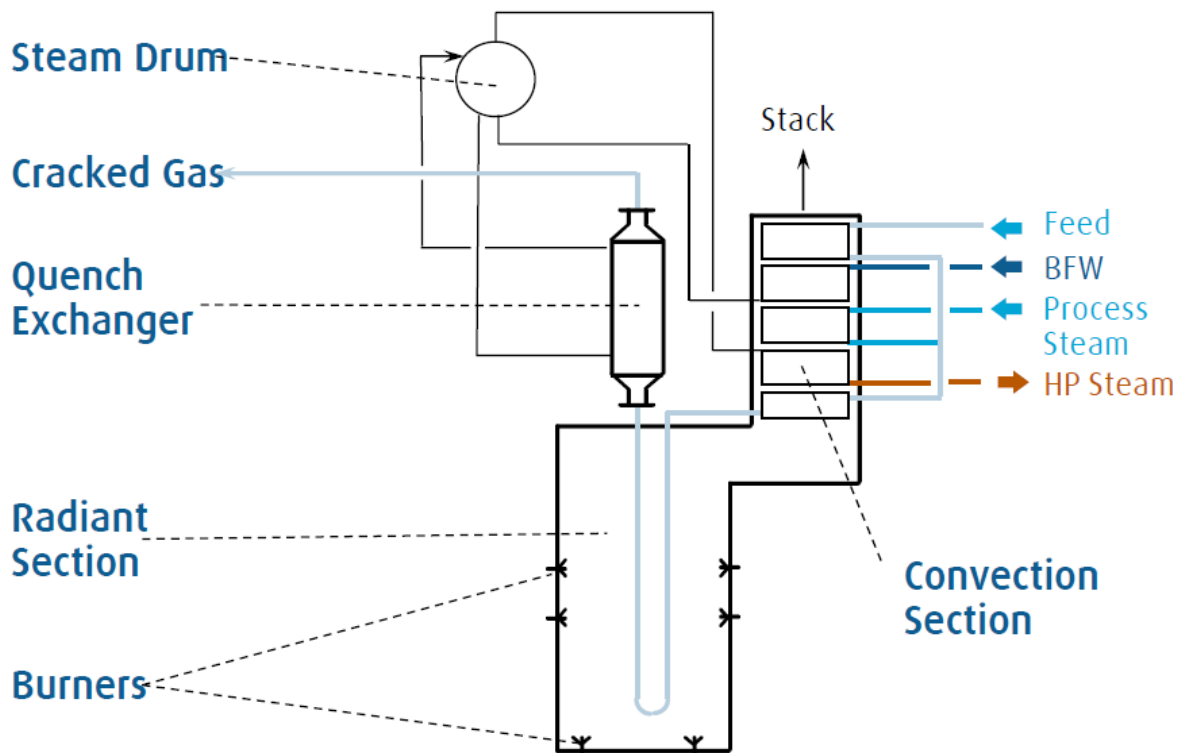 Steam Drum
Stack
Cracked Gas
Feed
BFW
Quench
Exchanger
Process
Steam
HP Steam
Radiant
Section
Convection
Section
Burners